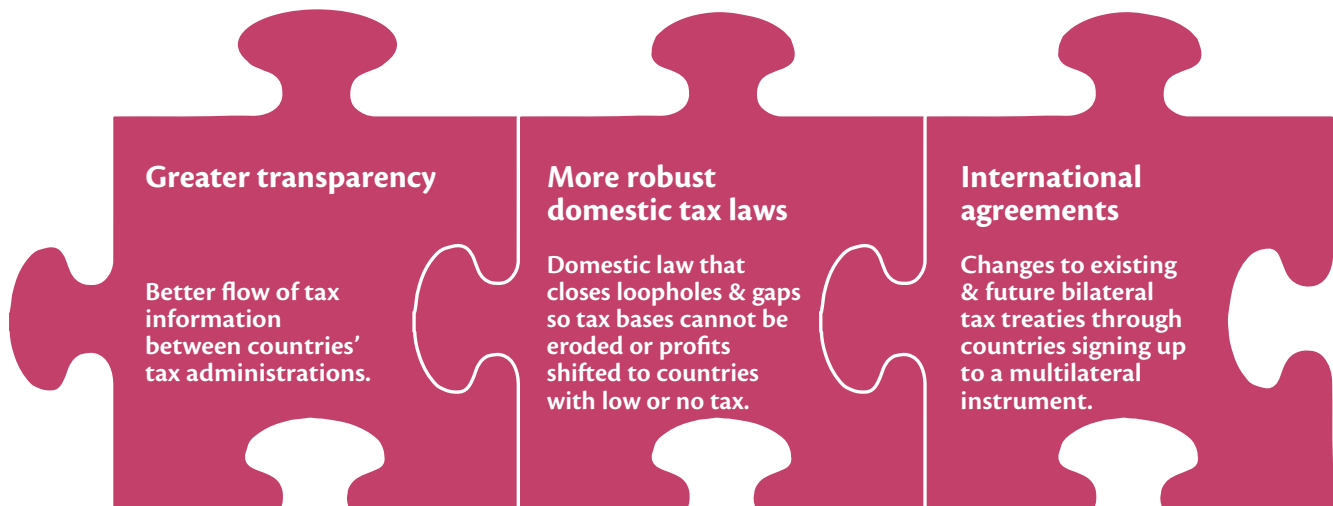 Greater transparency
Better flow of tax
information
between countries’
tax administrations.
More robust
domestic tax laws
Domestic law that
closes loopholes & gaps
so tax bases cannot be
eroded or profits
shifted to countries
with low or no tax.
International
agreements
Changes to existing
& future bilateral
tax treaties through
countries signing up
to a multilateral
instrument.